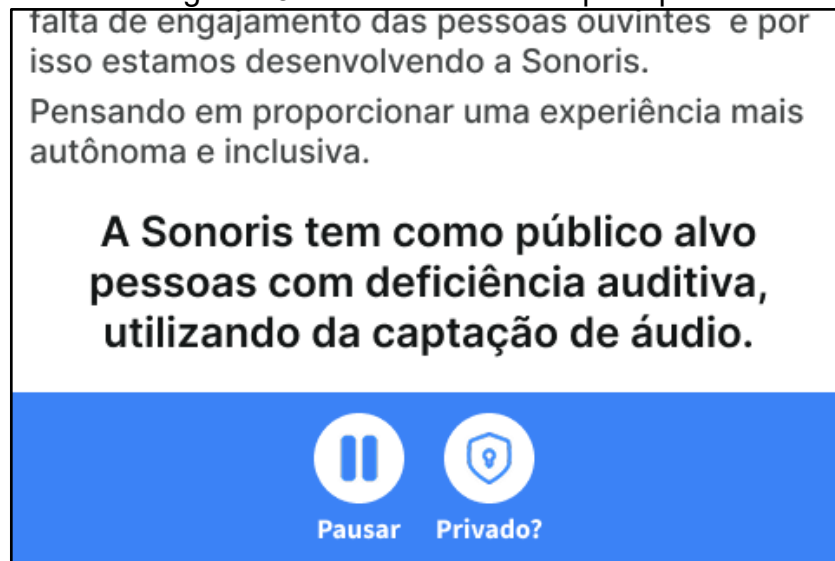 falta de engajamento das pessoas ouvintes e por
isso estamos desenvolvendo a Sonoris.
Pensando em proporcionar uma experiência mais
autônoma e inclusiva.
A Sonoris tem como público alvo
pessoas com deficiência auditiva,
utilizando da captação de áudio.
Pausar Privado?